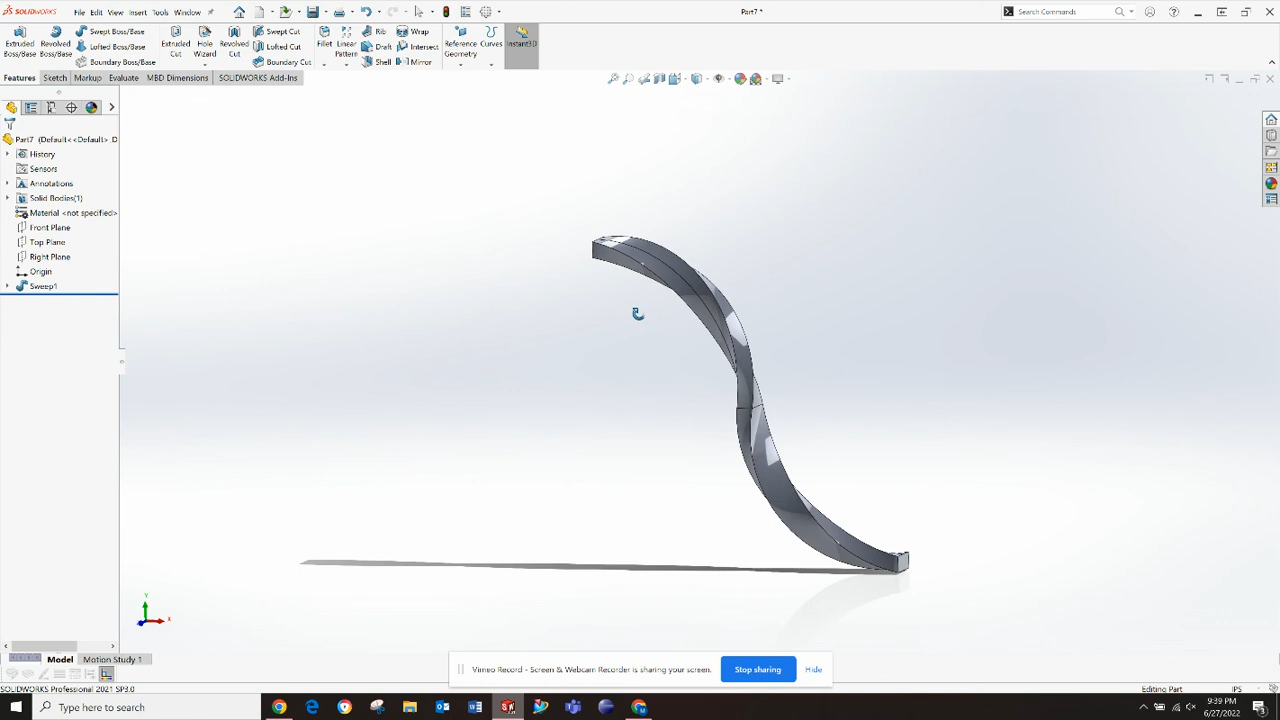 SOLIDWORKS File Edit View Insert Tools Window Part7 * Search Commands
Extruded Boss/Base Revolved Boss/Base Swept Boss/Base Lofted Boss/Base Boundary Boss/Base Extruded Cut Hole Wizard Revolved Cut Swept Cut Lofted Cut Boundary Cut Fillet Linear Pattern Rib Draft Shell Wrap Intersect Mirror Reference Geometry Curves Instant3D
Features Sketch Markup Evaluate MBD Dimensions SOLIDWORKS Add-Ins
Part7 (Default<<Default>_D
History
Sensors
Annotations
Solid Bodies(1)
Material <not specified>
Front Plane
Top Plane
Right Plane
Origin
Sweep1
Y
X
Model Motion Study 1
Vimeo Record - Screen & Webcam Recorder is sharing your screen. Stop sharing Hide
SOLIDWORKS Professional 2021 SP3.0 Editing Part IPS
Type here to search
9:39 PM
6/27/2022